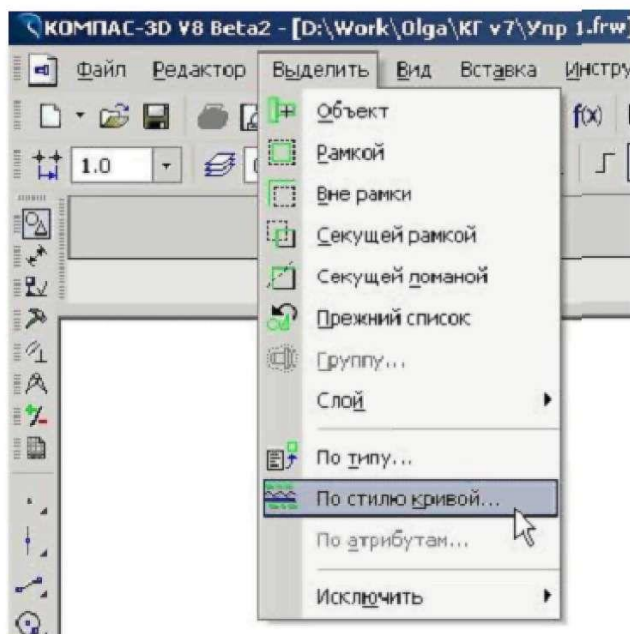 КОМПАС-3D V8 Beta2 - [D:\Work\Olga\КГ v7\Упр 1.frw]
Файл Редактор Выделить Вид Вставка Инстру
f(x)
1.0
Объект
Рамкой
Вне рамки
Секущей рамкой
Секущей ломаной
Прежний список
Группу...
Слой
По типу...
По стилю кривой...
По атрибутам...
Исключить